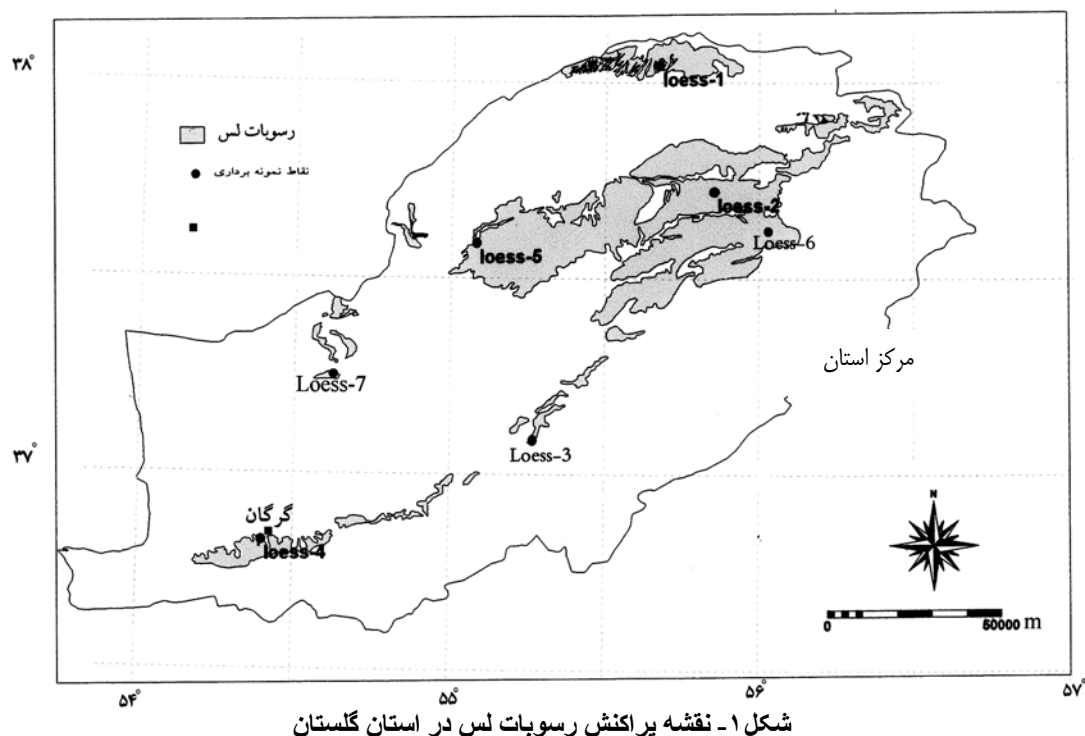 ۳۸°
loess-1
رسوبات لس
نقاط نمونه برداری
loess-2
Loess-6
loess-5
مرکز استان
Loess-7
Loess-3
۳۷°
گرگان
loess-4
N
0 50000 m
۵۴° ۵۵° ۵۶° ۵۷°
شکل۱- نقشه پراکنش رسوبات لس در استان گلستان